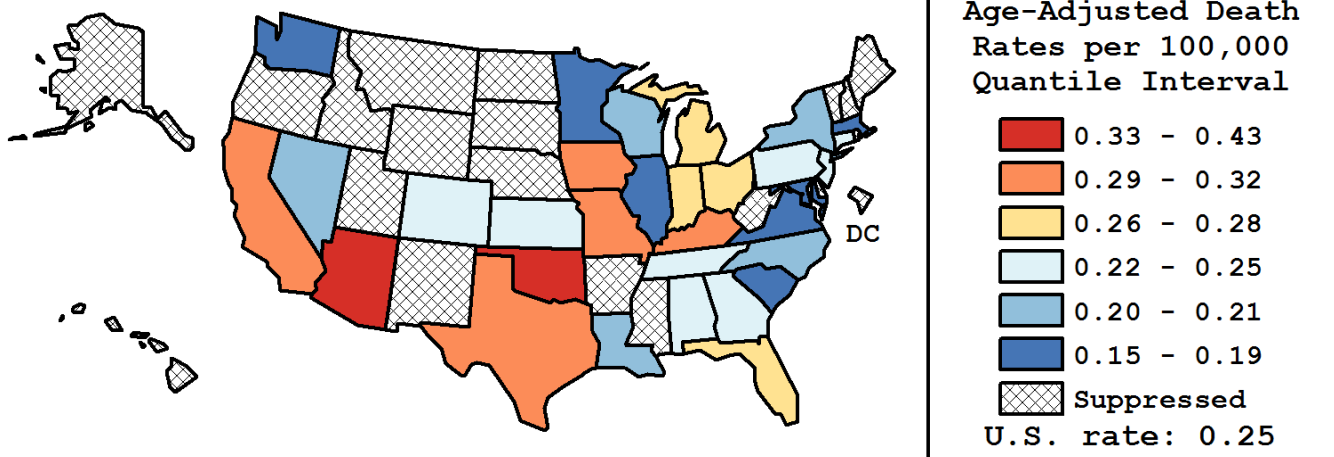 Age-Adjusted Death
Rates per 100,000
Quantile Interval
0.33 - 0.43
0.29 - 0.32
0.26 - 0.28
0.22 - 0.25
0.20 - 0.21
0.15 - 0.19
Suppressed
U.S. rate: 0.25
DC